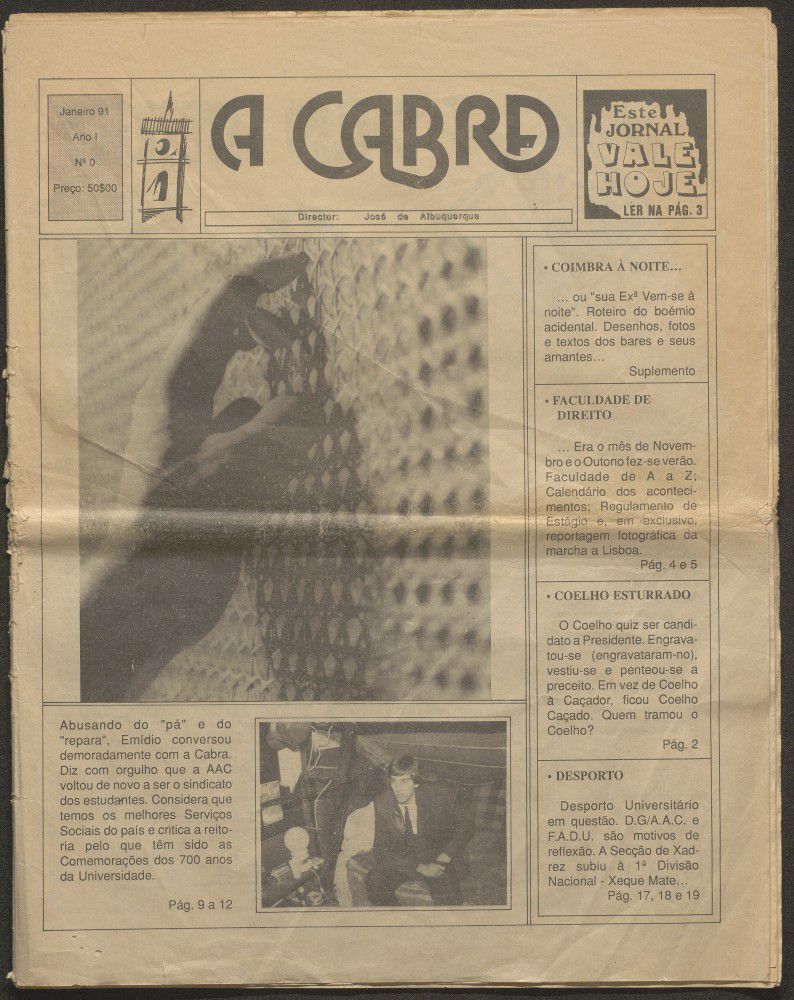 Janeiro 91
Ano I
Nº 0
Preço: 50$00
A CABRA
Director: José de Albuquerque
Este
JORNAL
VALE
HOJE!
LER NA PÁG. 3
• COIMBRA À NOITE...
... ou "sua Exª Vem-se à
noite". Roteiro do boémio
acidental. Desenhos, fotos
e textos dos bares e seus
amantes...
Suplemento
• FACULDADE DE
DIREITO
... Era o mês de Novem-
bro e o Outono fez-se verão.
Faculdade de A a Z;
Calendário dos aconteci-
mentos; Regulamento de
Estágio e, em exclusivo,
reportagem fotográfica da
marcha a Lisboa.
Pág. 4 e 5
• COELHO ESTURRADO
O Coelho quiz ser candi-
dato a Presidente. Engrava-
tou-se (engravataram-no),
vestiu-se e penteou-se a
preceito. Em vez de Coelho
à Caçador, ficou Coelho
Caçado. Quem tramou o
Coelho?
Pág. 2
• DESPORTO
Desporto Universitário
em questão. D.G/A.A.C. e
F.A.D.U. são motivos de
reflexão. A Secção de Xad-
rez subiu à 1ª Divisão
Nacional - Xeque Mate...
Pág. 17, 18 e 19
Abusando do "pá" e do
"repara", Emídio conversou
demoradamente com a Cabra.
Diz com orgulho que a AAC
voltou de novo a ser o sindicato
dos estudantes. Considera que
temos os melhores Serviços
Sociais do país e critica a reito-
ria pelo que têm sido as
Comemorações dos 700 anos
da Universidade.
Pág. 9 a 12